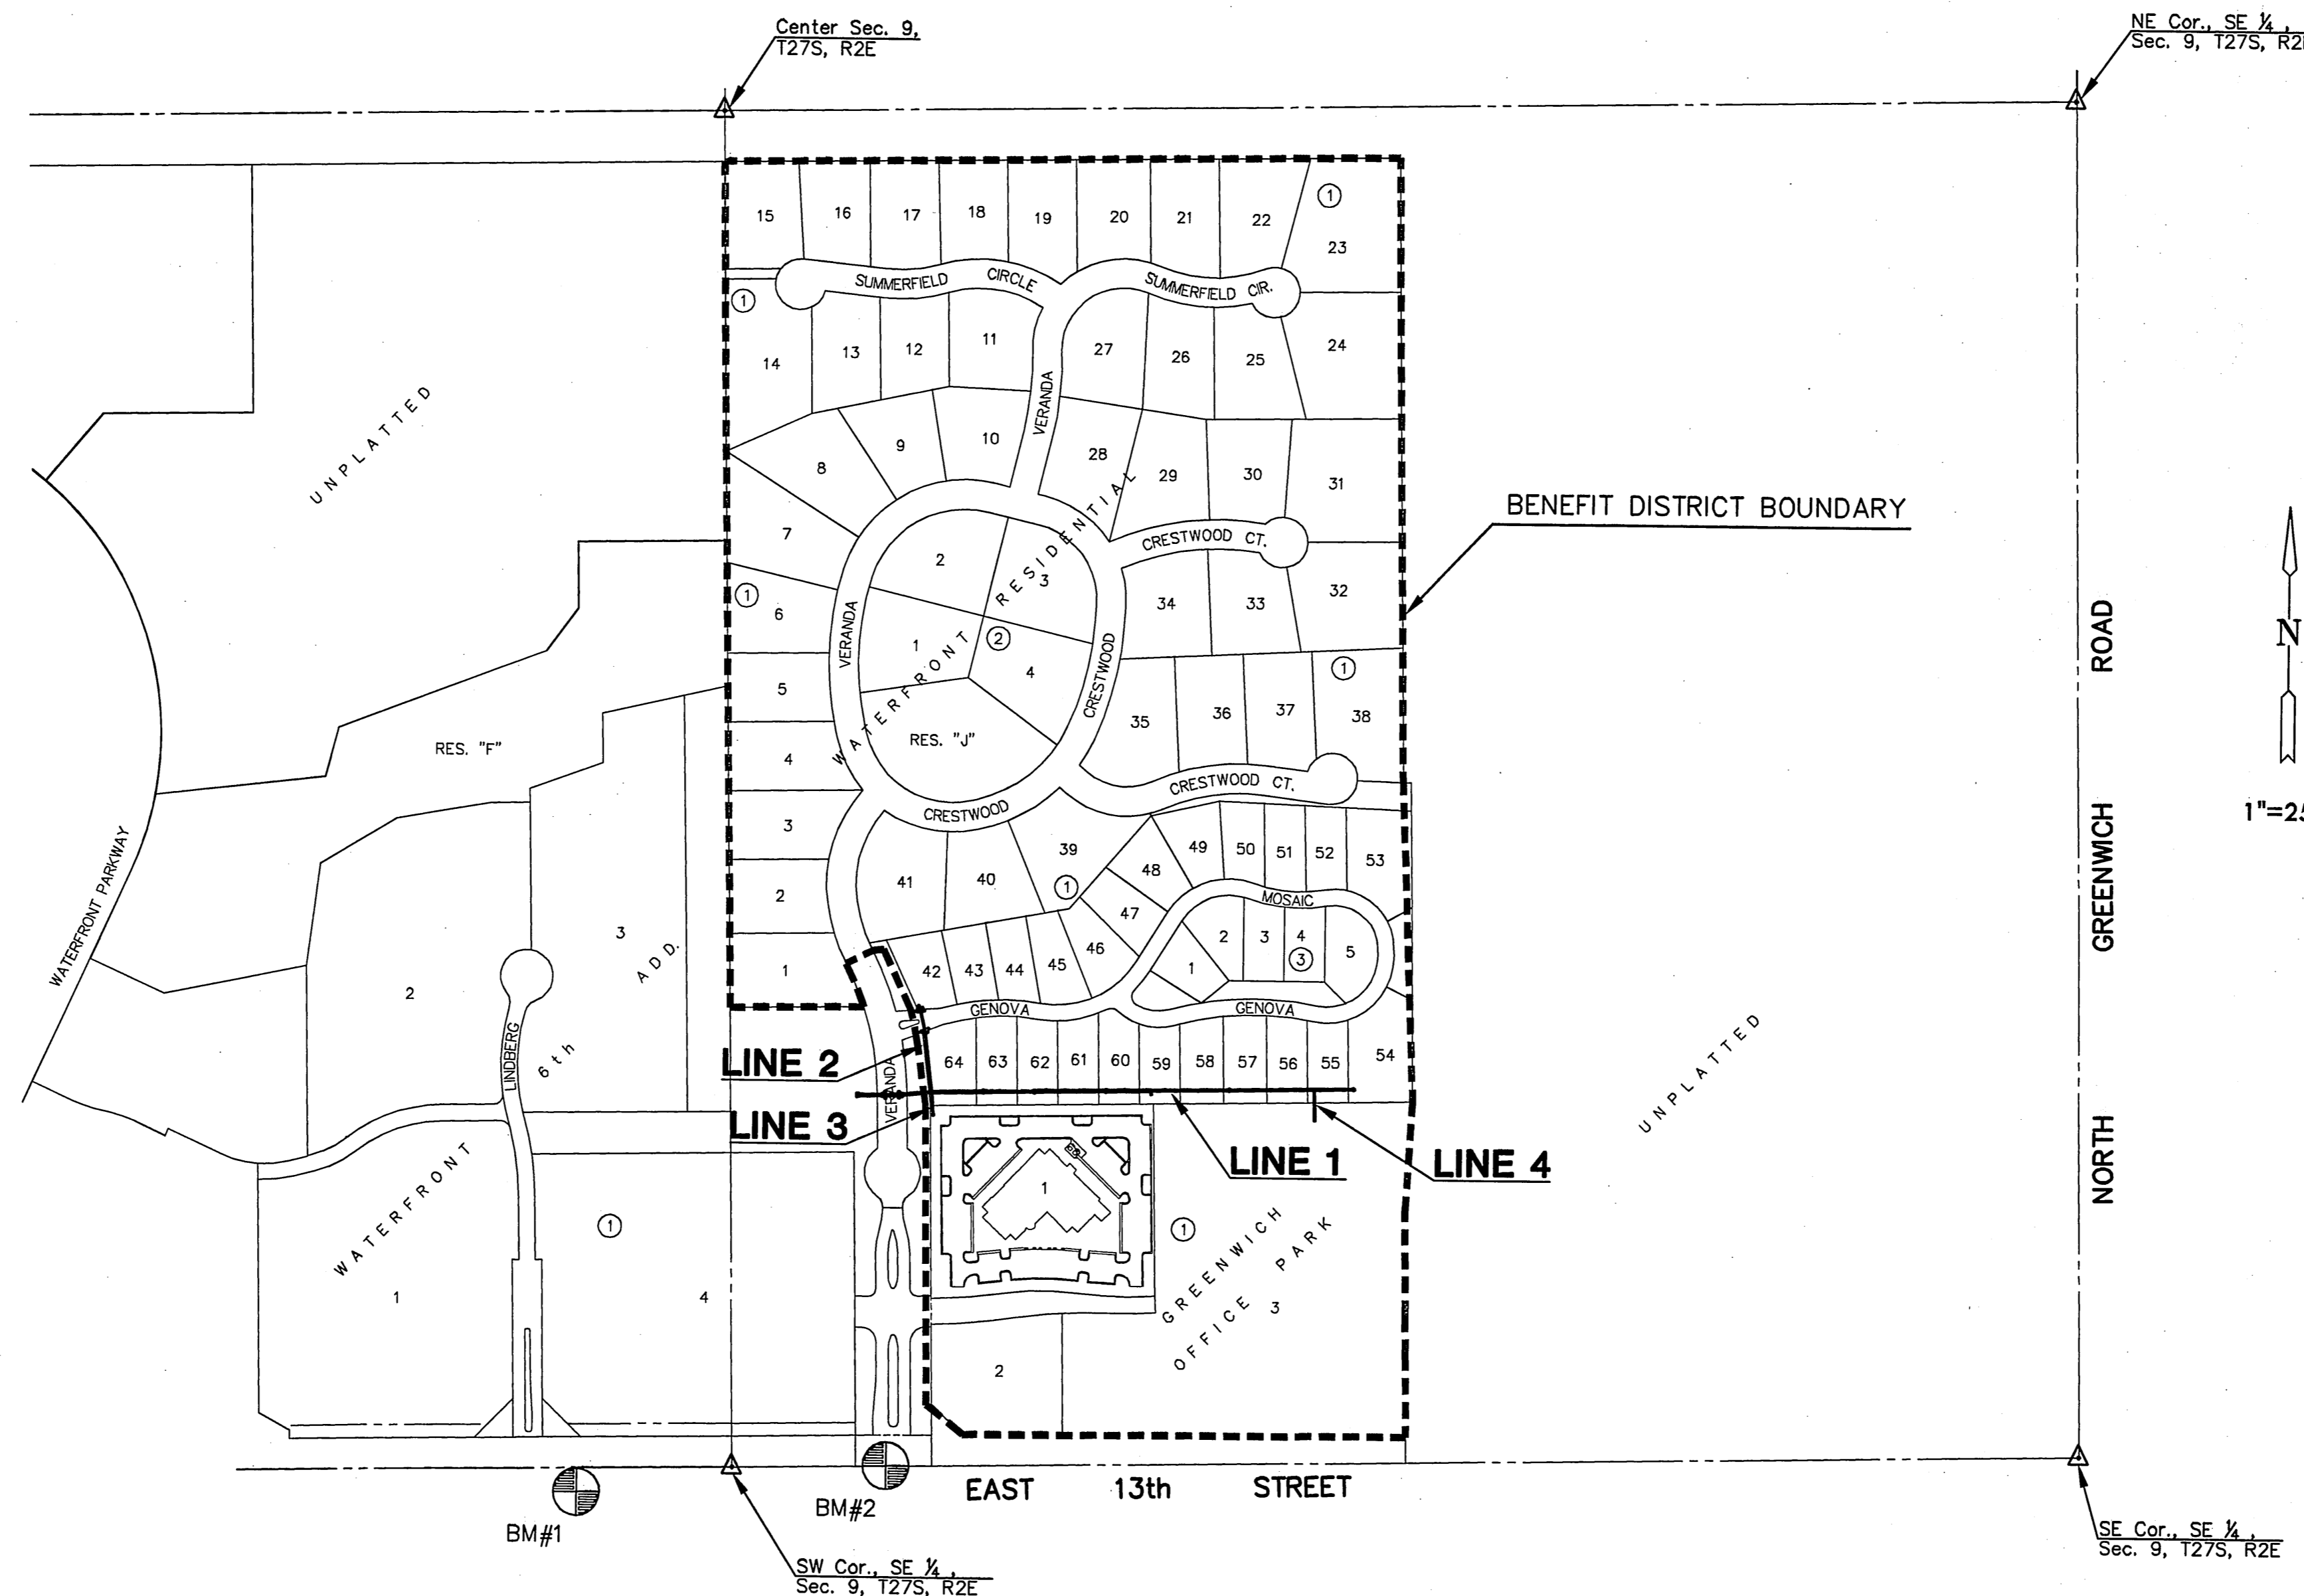 Center Sec. 9,
T27S, R2E
NE Cor., SE ¼ ,
Sec. 9, T27S,
15
16
17
18
19
20
21
22
1
23
SUMMERFIELD CIRCLE
SUMMERFIELD CIR.
1
14
13
12
11
27
26
25
24
VERANDA
UNPLATTED
8
9
10
28
29
30
31
7
BENEFIT DISTRICT BOUNDARY
CRESTWOOD CT.
2
3
WATERFRONT RESIDENTIAL
1
6
VERANDA
1
2
4
CRESTWOOD
34
33
32
N
ROAD
5
1
35
36
37
38
RES. "F"
RES. "J"
4
CRESTWOOD CT.
3
CRESTWOOD
GREENWICH
WATERFRONT PARKWAY
39
49
50
51
52
53
48
41
40
1
2
47
MOSAIC
3
ADD.
46
2
3
4
5
3
1
42
43
44
45
1
2
GENOVA
GENOVA
LINDBERG
6th
LINE 2
64
63
62
61
60
59
58
57
56
55
54
UNPLATTED
VERANDA
LINE 3
LINE 1
LINE 4
NORTH
WATERFRONT
1
1
1
GREENWICH
OFFICE PARK
1
4
3
2
EAST 13th STREET
BM#1
BM#2
SW Cor., SE ¼ ,
Sec. 9, T27S, R2E
SE Cor., SE ¼ ,
Sec. 9, T27S, R2E